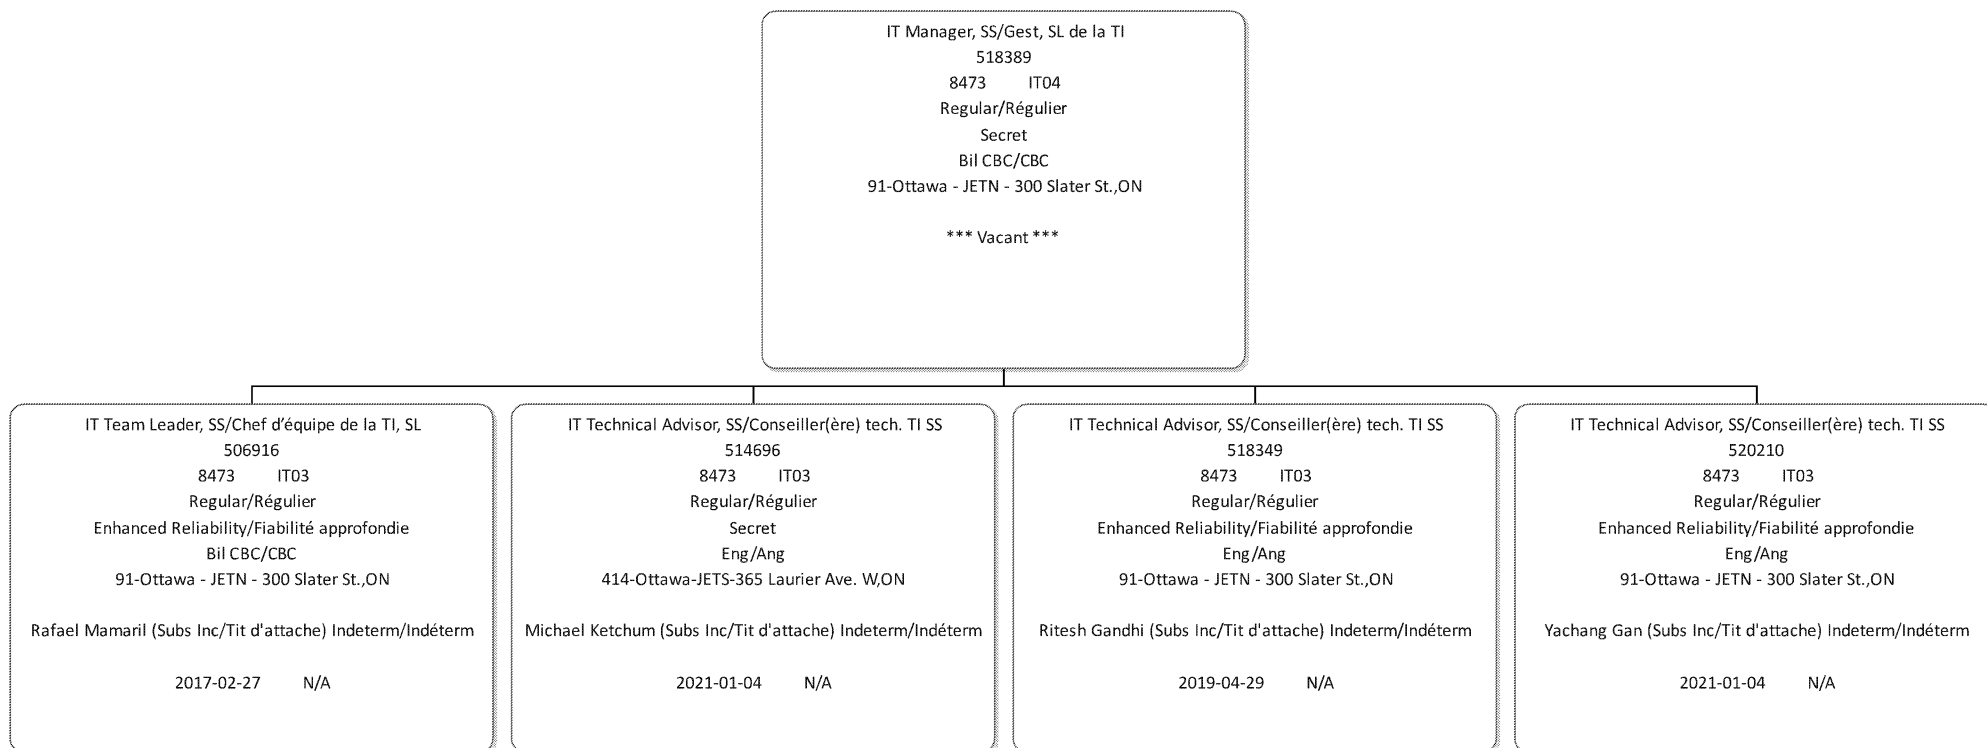 IT Manager, SS/Gest, SL de la TI
518389
8473 IT04
Regular/Régulier
Secret
Bil CBC/CBC
91-Ottawa - JETN - 300 Slater St.,ON
*** Vacant ***
IT Team Leader, SS/Chef d’équipe de la TI, SL
506916
8473 IT03
Regular/Régulier
Enhanced Reliability/Fiabilité approfondie
Bil CBC/CBC
91-Ottawa - JETN - 300 Slater St.,ON
Rafael Mamaril (Subs Inc/Tit d'attache) Indeterm/Indéterm
2017-02-27 N/A
IT Technical Advisor, SS/Conseiller(ère) tech. TI SS
514696
8473 IT03
Regular/Régulier
Secret
Eng/Ang
414-Ottawa-JETS-365 Laurier Ave. W,ON
Michael Ketchum (Subs Inc/Tit d'attache) Indeterm/Indéterm
2021-01-04 N/A
IT Technical Advisor, SS/Conseiller(ère) tech. TI SS
518349
8473 IT03
Regular/Régulier
Enhanced Reliability/Fiabilité approfondie
Eng/Ang
91-Ottawa - JETN - 300 Slater St.,ON
Ritesh Gandhi (Subs Inc/Tit d'attache) Indeterm/Indéterm
2019-04-29 N/A
IT Technical Advisor, SS/Conseiller(ère) tech. TI SS
520210
8473 IT03
Regular/Régulier
Enhanced Reliability/Fiabilité approfondie
Eng/Ang
91-Ottawa - JETN - 300 Slater St.,ON
Yachang Gan (Subs Inc/Tit d'attache) Indeterm/Indéterm
2021-01-04 N/A